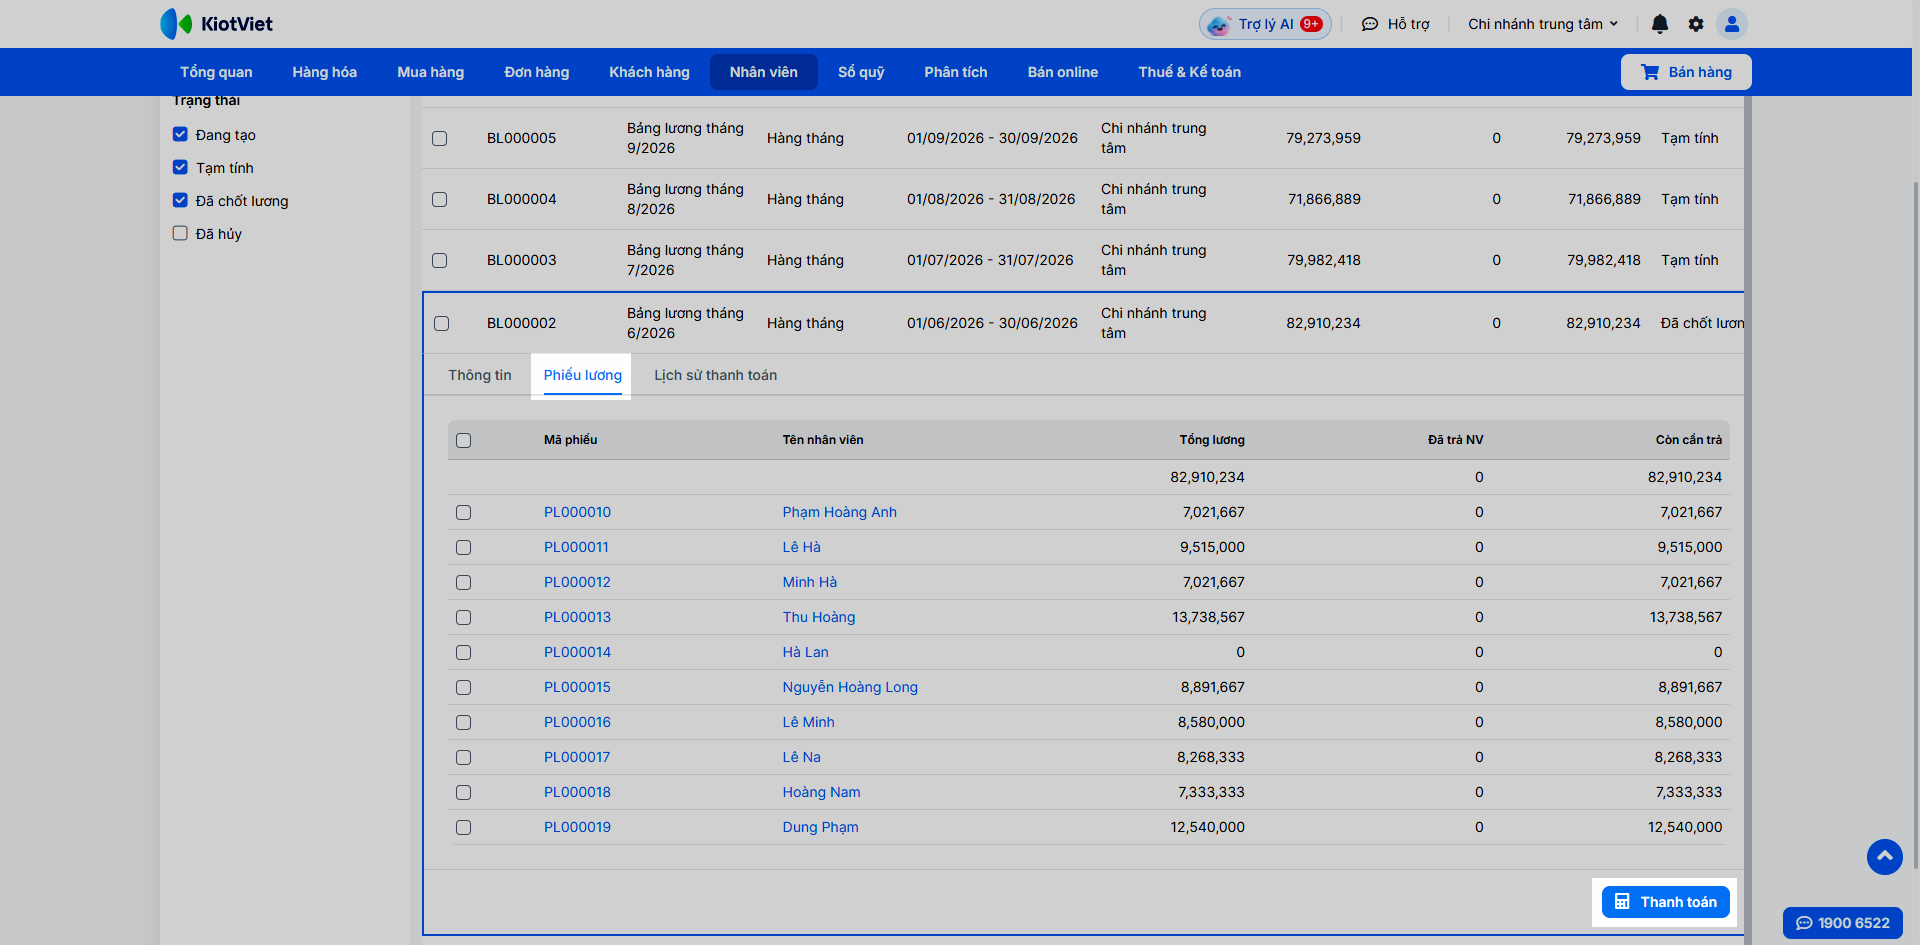 KiotViet
Trợ lý AI 9+
Hỗ trợ
Chi nhánh trung tâm
Tổng quan
Hàng hóa
Mua hàng
Đơn hàng
Khách hàng
Nhân viên
Sổ quỹ
Phân tích
Bán online
Thuế & Kế toán
Bán hàng
Trạng thái
Đang tạo
Tạm tính
Đã chốt lương
Đã hủy
BL000005 Bảng lương tháng 9/2026 Hàng tháng 01/09/2026 - 30/09/2026 Chi nhánh trung tâm 79,273,959 0 79,273,959 Tạm tính
BL000004 Bảng lương tháng 8/2026 Hàng tháng 01/08/2026 - 31/08/2026 Chi nhánh trung tâm 71,866,889 0 71,866,889 Tạm tính
BL000003 Bảng lương tháng 7/2026 Hàng tháng 01/07/2026 - 31/07/2026 Chi nhánh trung tâm 79,982,418 0 79,982,418 Tạm tính
BL000002 Bảng lương tháng 6/2026 Hàng tháng 01/06/2026 - 30/06/2026 Chi nhánh trung tâm 82,910,234 0 82,910,234 Đã chốt lươn
Thông tin
Phiếu lương
Lịch sử thanh toán
Mã phiếu Tên nhân viên Tổng lương Đã trả NV Còn cần trả
82,910,234 0 82,910,234
PL000010 Phạm Hoàng Anh 7,021,667 0 7,021,667
PL000011 Lê Hà 9,515,000 0 9,515,000
PL000012 Minh Hà 7,021,667 0 7,021,667
PL000013 Thu Hoàng 13,738,567 0 13,738,567
PL000014 Hà Lan 0 0 0
PL000015 Nguyễn Hoàng Long 8,891,667 0 8,891,667
PL000016 Lê Minh 8,580,000 0 8,580,000
PL000017 Lê Na 8,268,333 0 8,268,333
PL000018 Hoàng Nam 7,333,333 0 7,333,333
PL000019 Dung Phạm 12,540,000 0 12,540,000
Thanh toán
1900 6522